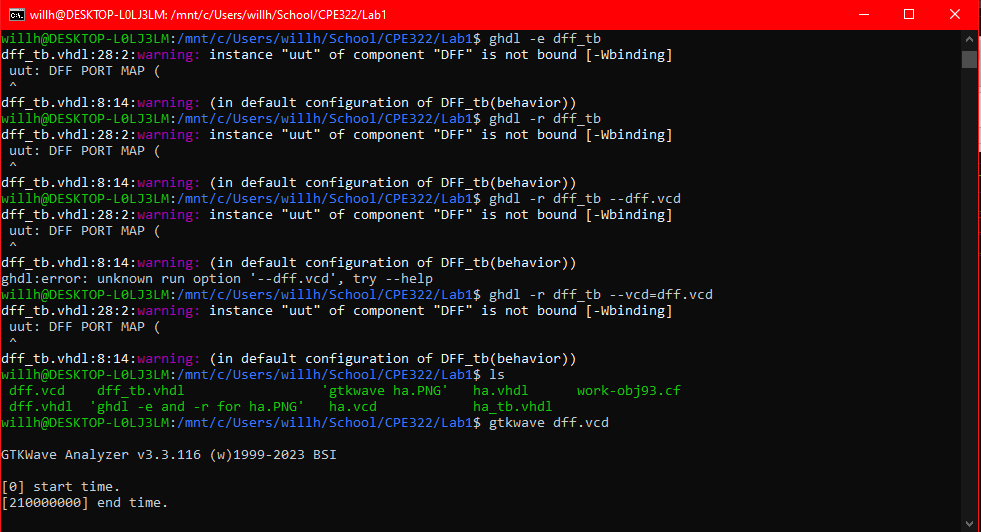 willh@DESKTOP-L0LJ3LM: /mnt/c/Users/willh/School/CPE322/Lab1
willh@DESKTOP-L0LJ3LM:/mnt/c/Users/willh/School/CPE322/Lab1$ ghdl -e dff_tb
dff_tb.vhdl:28:2:warning: instance "uut" of component "DFF" is not bound [-Wbinding]
 uut: DFF PORT MAP (
 ^
dff_tb.vhdl:8:14:warning: (in default configuration of DFF_tb(behavior))
willh@DESKTOP-L0LJ3LM:/mnt/c/Users/willh/School/CPE322/Lab1$ ghdl -r dff_tb
dff_tb.vhdl:28:2:warning: instance "uut" of component "DFF" is not bound [-Wbinding]
 uut: DFF PORT MAP (
 ^
dff_tb.vhdl:8:14:warning: (in default configuration of DFF_tb(behavior))
willh@DESKTOP-L0LJ3LM:/mnt/c/Users/willh/School/CPE322/Lab1$ ghdl -r dff_tb --dff.vcd
dff_tb.vhdl:28:2:warning: instance "uut" of component "DFF" is not bound [-Wbinding]
 uut: DFF PORT MAP (
 ^
dff_tb.vhdl:8:14:warning: (in default configuration of DFF_tb(behavior))
ghdl:error: unknown run option '--dff.vcd', try --help
willh@DESKTOP-L0LJ3LM:/mnt/c/Users/willh/School/CPE322/Lab1$ ghdl -r dff_tb --vcd=dff.vcd
dff_tb.vhdl:28:2:warning: instance "uut" of component "DFF" is not bound [-Wbinding]
 uut: DFF PORT MAP (
 ^
dff_tb.vhdl:8:14:warning: (in default configuration of DFF_tb(behavior))
willh@DESKTOP-L0LJ3LM:/mnt/c/Users/willh/School/CPE322/Lab1$ ls
 dff.vcd    dff_tb.vhdl                 'gtkwave ha.PNG'   ha.vhdl      work-obj93.cf
 dff.vhdl  'ghdl -e and -r for ha.PNG'   ha.vcd            ha_tb.vhdl
willh@DESKTOP-L0LJ3LM:/mnt/c/Users/willh/School/CPE322/Lab1$ gtkwave dff.vcd
GTKWave Analyzer v3.3.116 (w)1999-2023 BSI
[0] start time.
[210000000] end time.